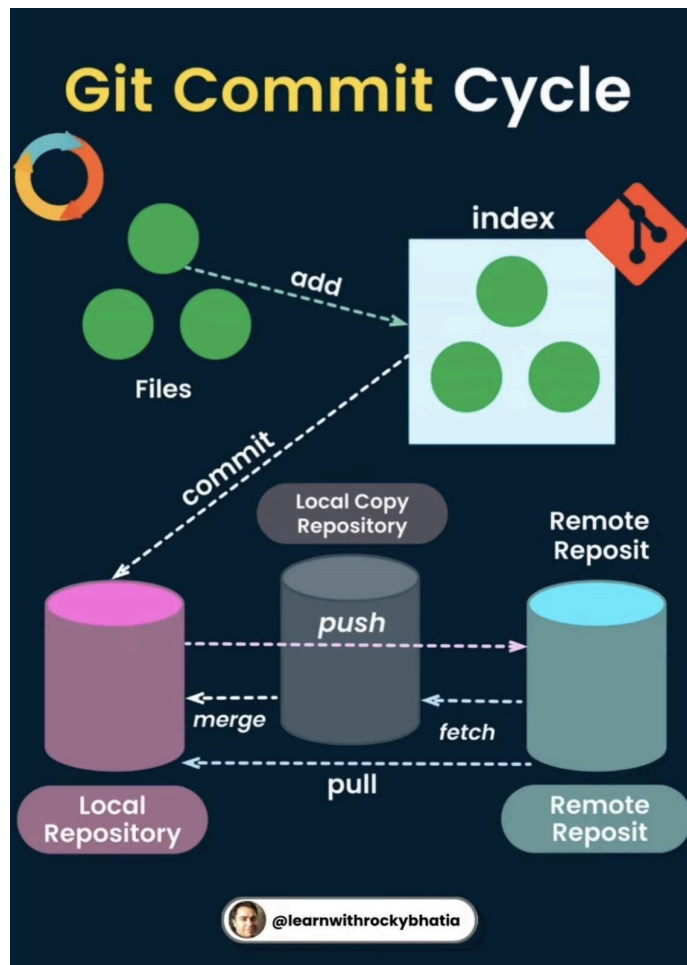 Git Commit Cycle
index
add
Files
commit
Local Copy
Repository
Remote
Reposit
push
merge
fetch
pull
Local
Repository
Remote
Reposit
@learnwithrockybhatia